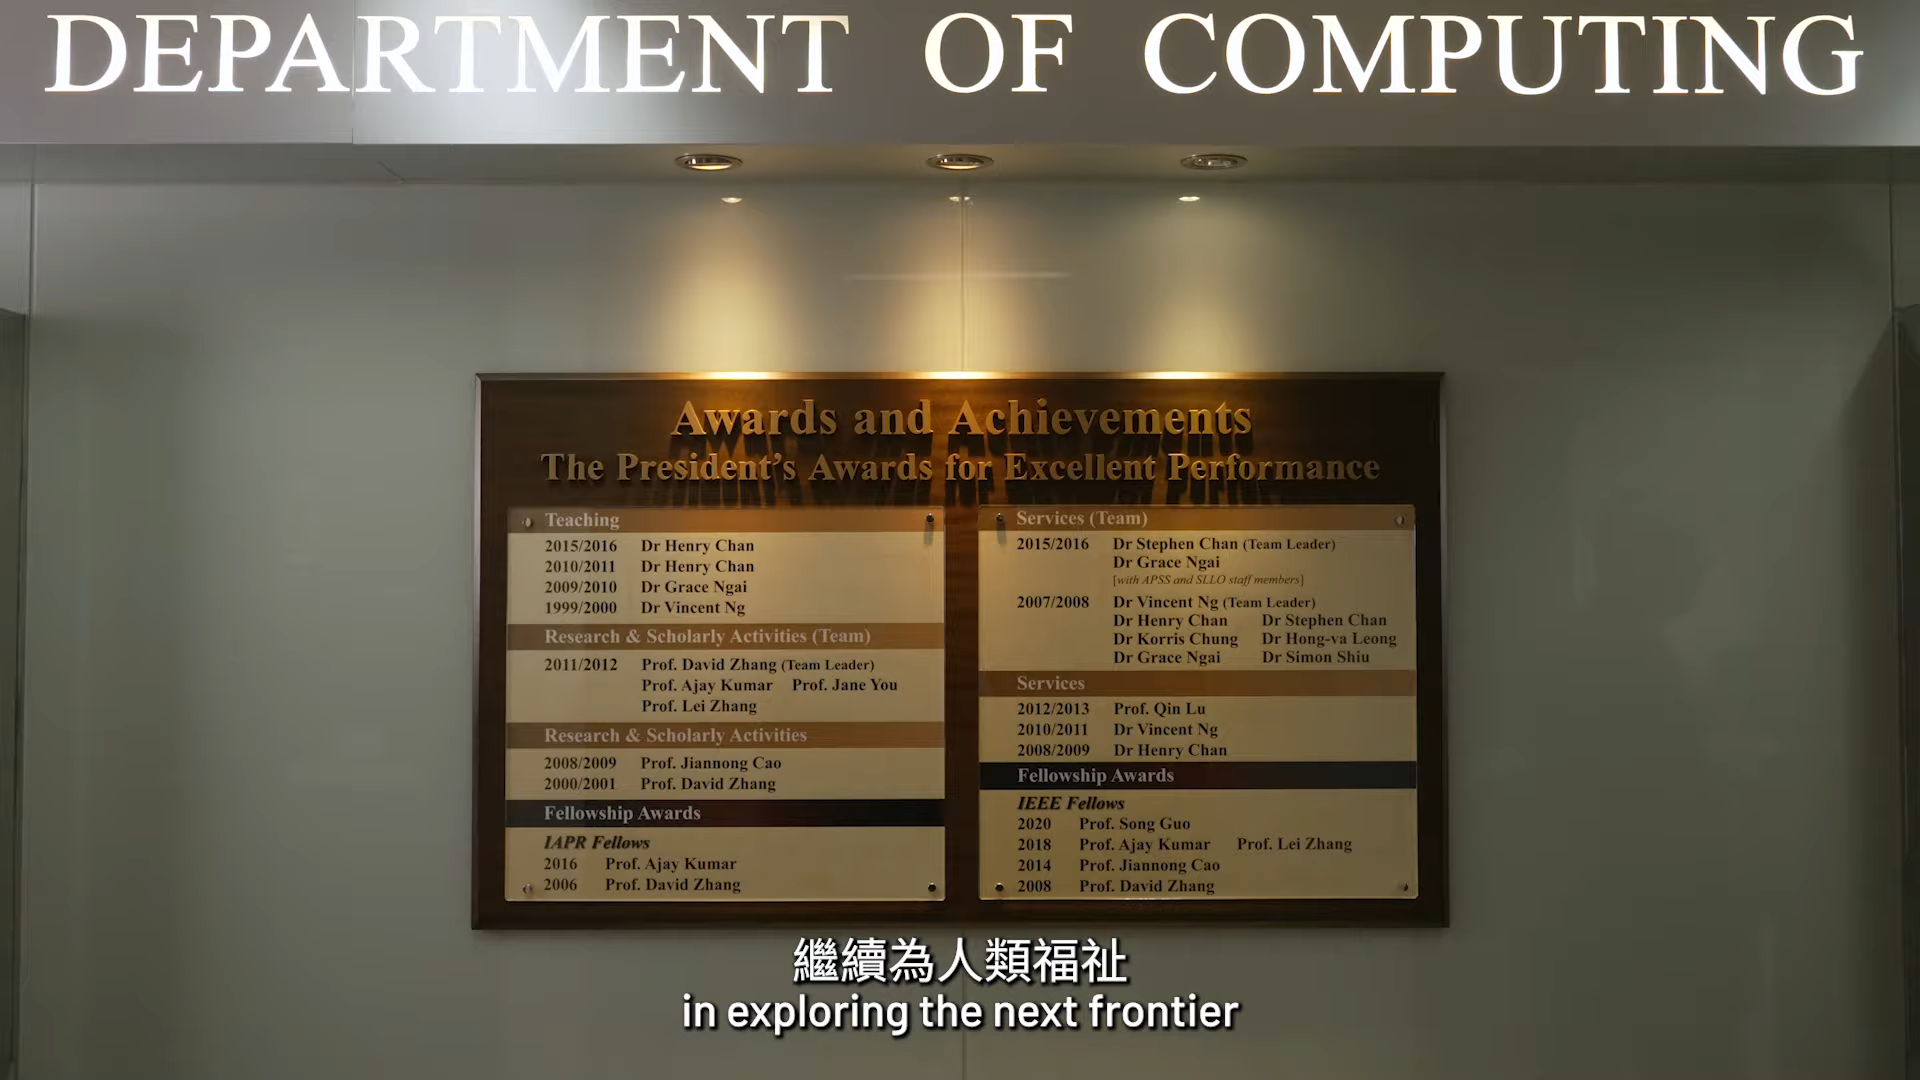 DEPARTMENT OF COMPUTING
Awards and Achievements
The President's Awards for Excellent Performance
Teaching
2015/2016 Dr Henry Chan
2010/2011 Dr Henry Chan
2009/2010 Dr Grace Ngai
1999/2000 Dr Vincent Ng
Research & Scholarly Activities (Team)
2011/2012 Prof. David Zhang (Team Leader)
Prof. Ajay Kumar Prof. Jane You
Prof. Lei Zhang
Research & Scholarly Activities
2008/2009 Prof. Jiannong Cao
2000/2001 Prof. David Zhang
Fellowship Awards
IAPR Fellows
2016 Prof. Ajay Kumar
2006 Prof. David Zhang
Services (Team)
2015/2016 Dr Stephen Chan (Team Leader)
Dr Grace Ngai
[with APSS and SLLO staff members]
2007/2008 Dr Vincent Ng (Team Leader)
Dr Henry Chan Dr Stephen Chan
Dr Korris Chung Dr Hong-va Leong
Dr Grace Ngai Dr Simon Shiu
Services
2012/2013 Prof. Qin Lu
2010/2011 Dr Vincent Ng
2008/2009 Dr Henry Chan
Fellowship Awards
IEEE Fellows
2020 Prof. Song Guo
2018 Prof. Ajay Kumar Prof. Lei Zhang
2014 Prof. Jiannong Cao
2008 Prof. David Zhang
繼續為人類福祉
in exploring the next frontier